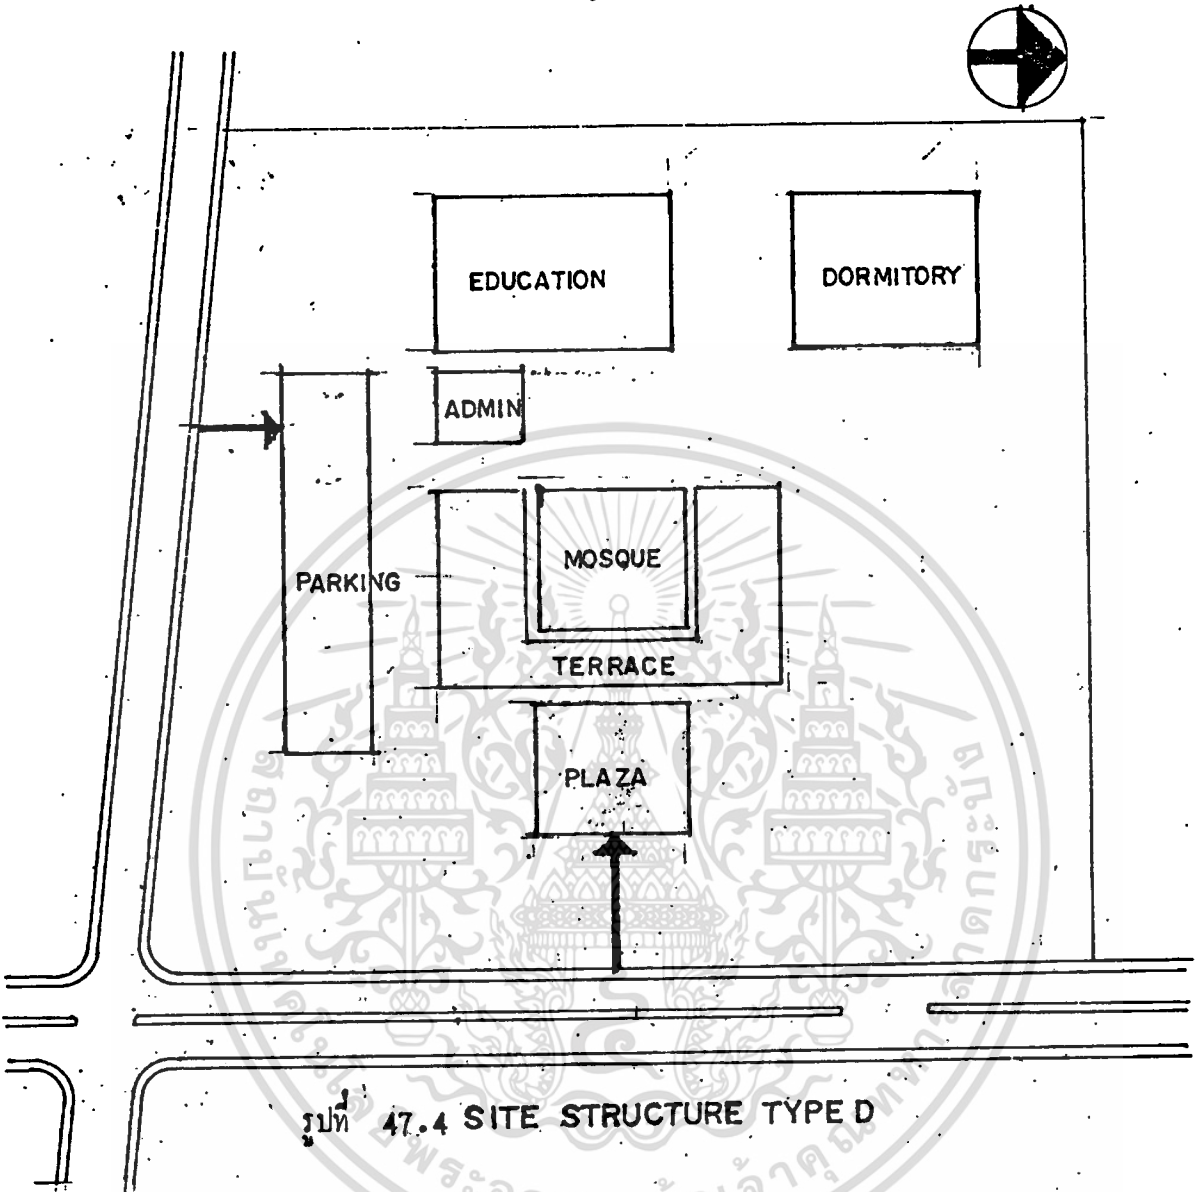 EDUCATION
DORMITORY
ADMIN
MOSQUE
PARKING
TERRACE
PLAZA
รูปที่ 47.4 SITE STRUCTURE TYPE D